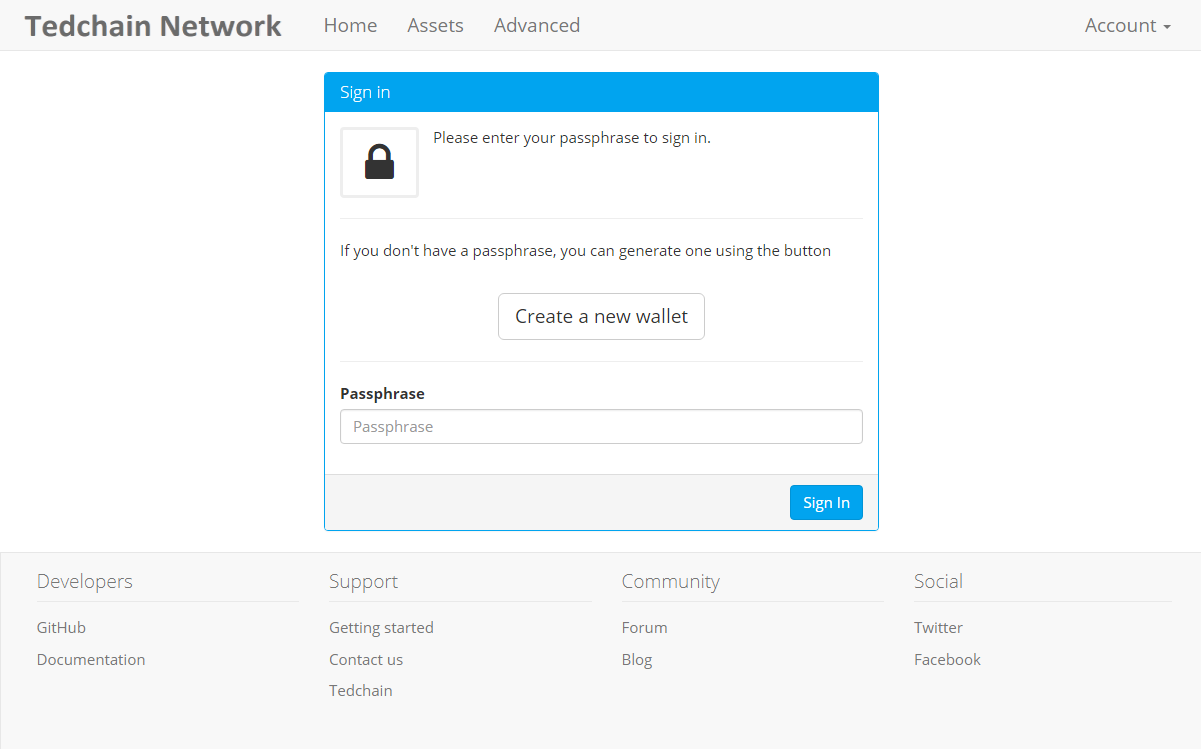 Tedchain Network Home Assets Advanced Account
Sign in
Please enter your passphrase to sign in.
If you don't have a passphrase, you can generate one using the button
Create a new wallet
Passphrase
Passphrase
Sign In
Developers
GitHub
Documentation
Support
Getting started
Contact us
Tedchain
Community
Forum
Blog
Social
Twitter
Facebook